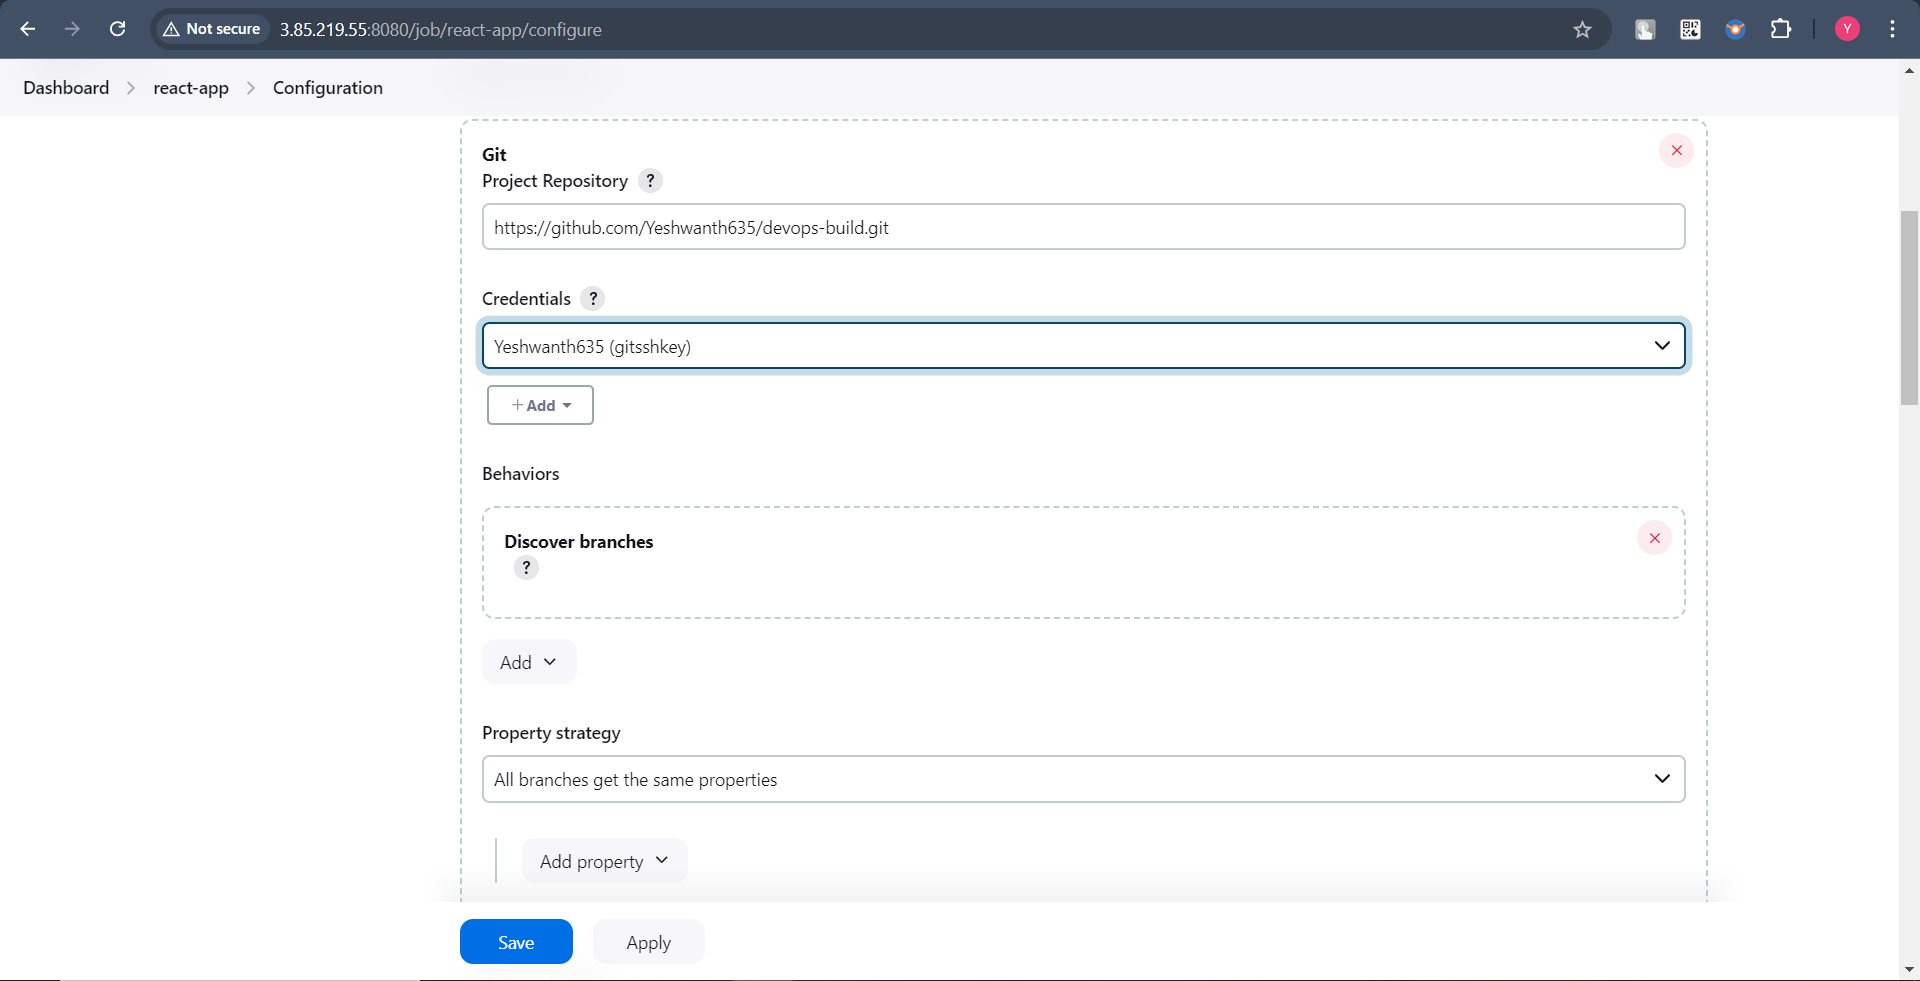 Not secure 3.85.219.55:8080/job/react-app/configure
Y
Dashboard react-app Configuration
Git
Project Repository ?
https://github.com/Yeshwanth635/devops-build.git
Credentials ?
Yeshwanth635 (gitsshkey)
+ Add
Behaviors
Discover branches
?
Add
Property strategy
All branches get the same properties
Add property
Save Apply